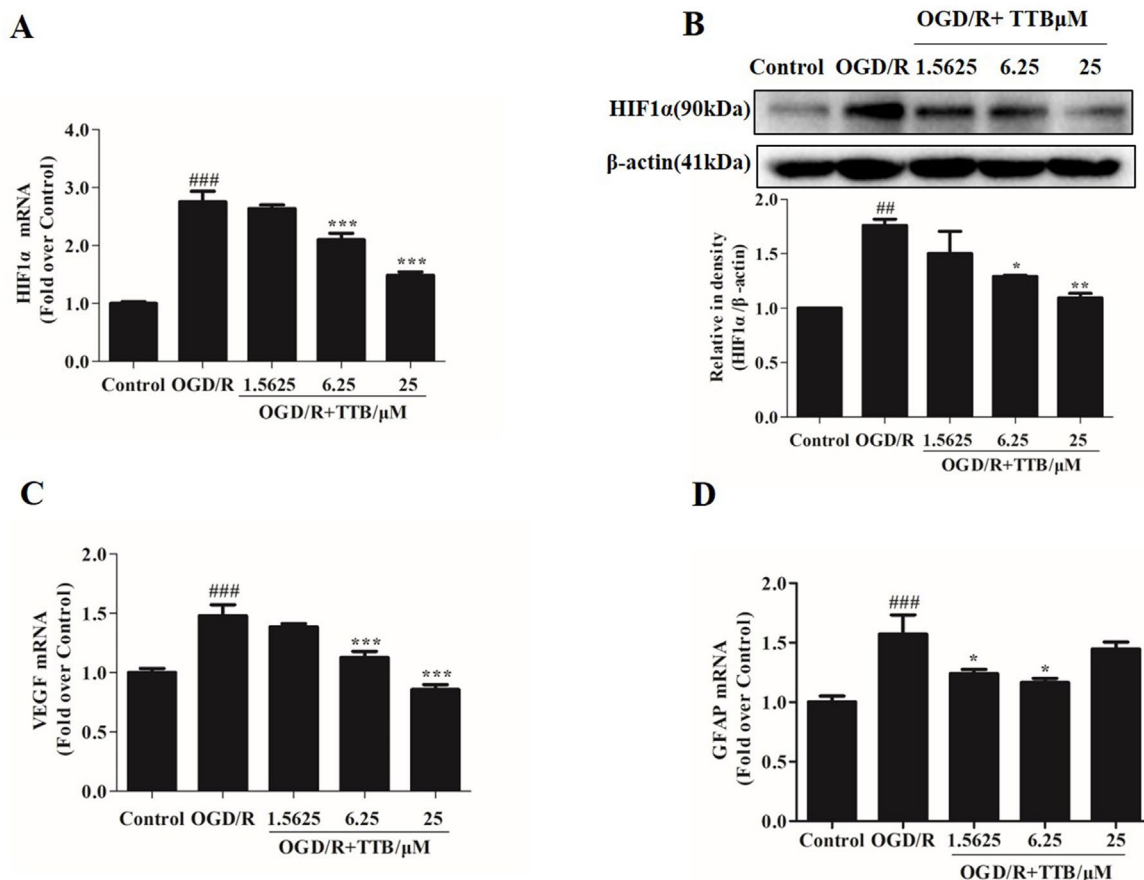 A
HIF1α mRNA
(Fold over Control)
4.0
3.0
2.0
1.0
0.0
###
***
***
Control OGD/R 1.5625 6.25 25
OGD/R+TTB/μM
B
OGD/R+ TTBμM
Control OGD/R 1.5625 6.25 25
HIF1α(90kDa)
β-actin(41kDa)
Relative in density
(HIF1α/β -actin)
2.0
1.5
1.0
0.5
0.0
##
*
**
Control OGD/R 1.5625 6.25 25
OGD/R+TTB/μM
C
VEGF mRNA
(Fold over Control)
2.0
1.5
1.0
0.5
0.0
###
***
***
Control OGD/R 1.5625 6.25 25
OGD/R+TTB/μM
D
GFAP mRNA
(Fold over Control)
2.0
1.5
1.0
0.5
0.0
###
*
*
Control OGD/R 1.5625 6.25 25
OGD/R+TTB/μM